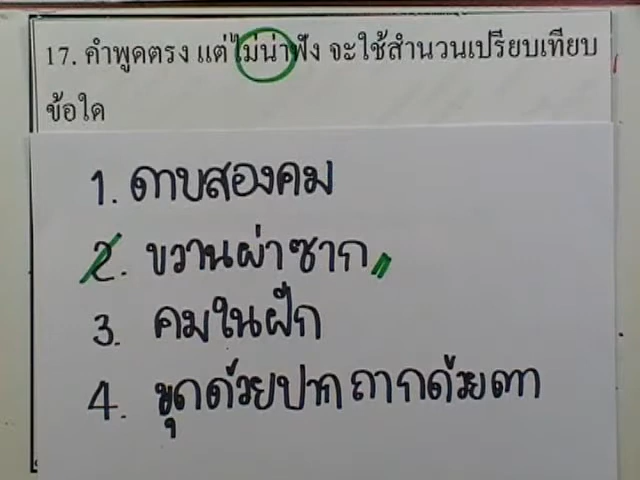 17. คำพูดตรง แต่ไม่น่าฟัง จะใช้สำนวนเปรียบเทียบ
ข้อใด
1. ดาบสองคม
2. ขวานผ่าซาก
3. คมในฝัก
4. ขุดด้วยปากถากด้วยตา